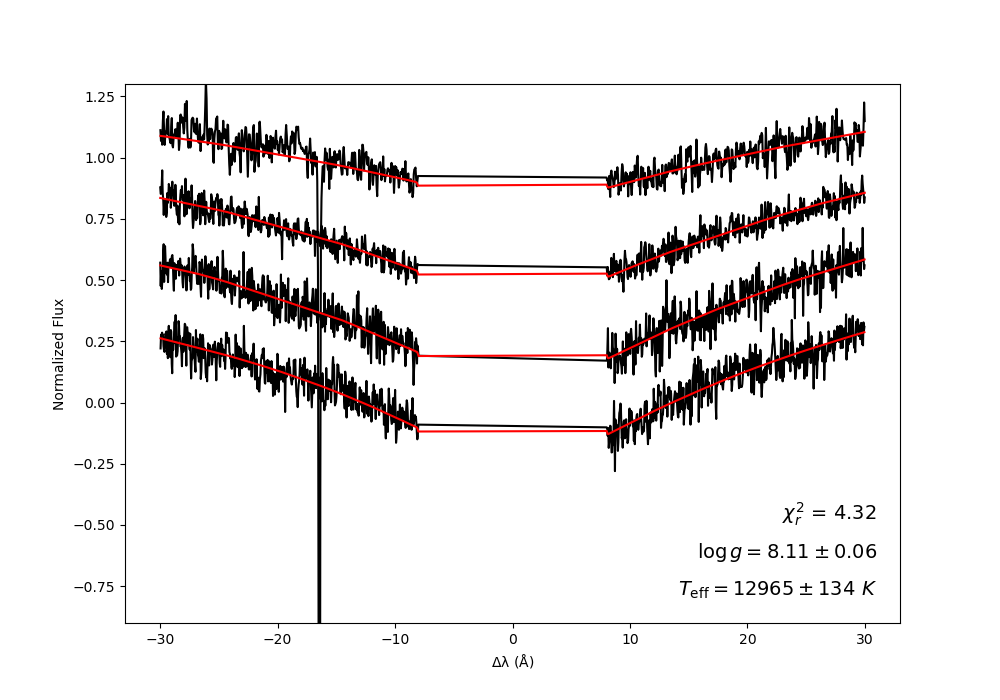 1.25
1.00
0.75
0.50
0.25
0.00
−0.25
−0.50
−0.75
Normalized Flux
χ²ᵣ = 4.32
log g = 8.11 ± 0.06
T_eff = 12965 ± 134 K
−30 −20 −10 0 10 20 30
Δλ (Å)